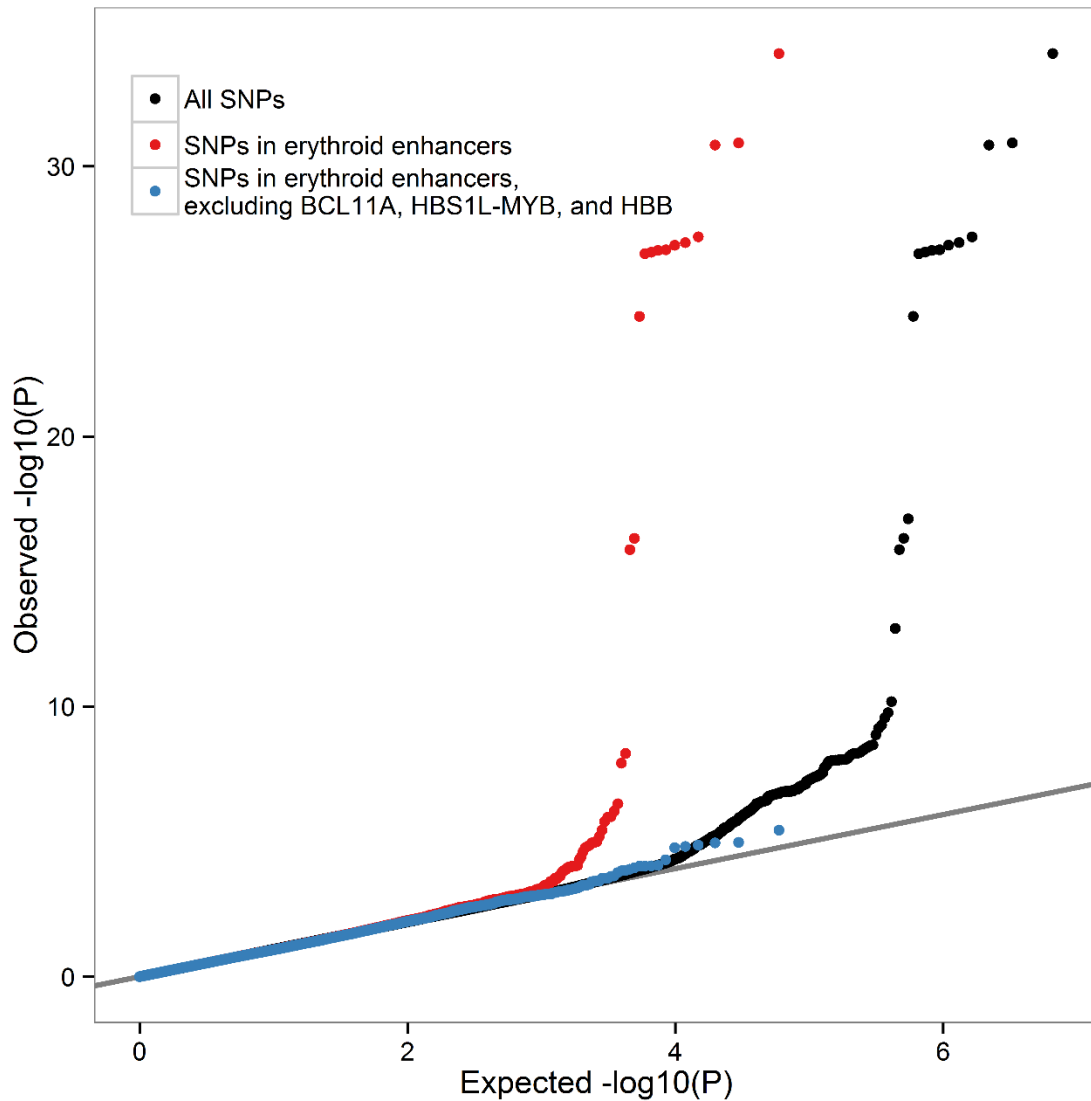 All SNPs
SNPs in erythroid enhancers
SNPs in erythroid enhancers,
excluding BCL11A, HBS1L-MYB, and HBB
Observed -log10(P)
30
20
10
0
0 2 4 6
Expected -log10(P)